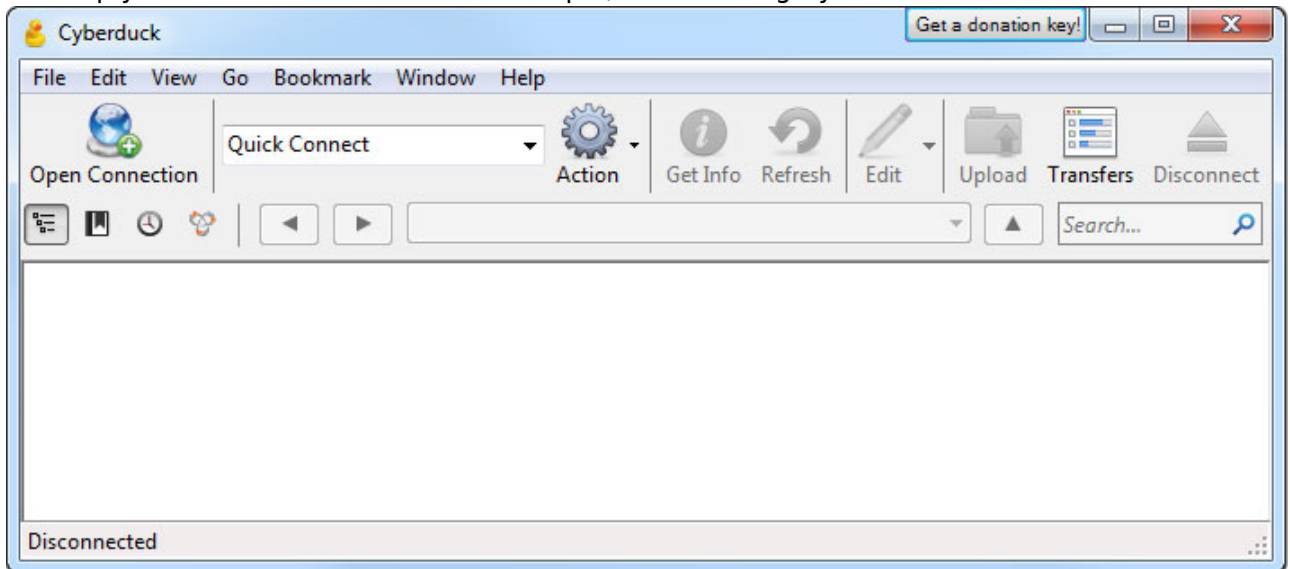 Cyberduck
Get a donation key!
File Edit View Go Bookmark Window Help
Quick Connect
Open Connection Action Get Info Refresh Edit Upload Transfers Disconnect
Search...
Disconnected